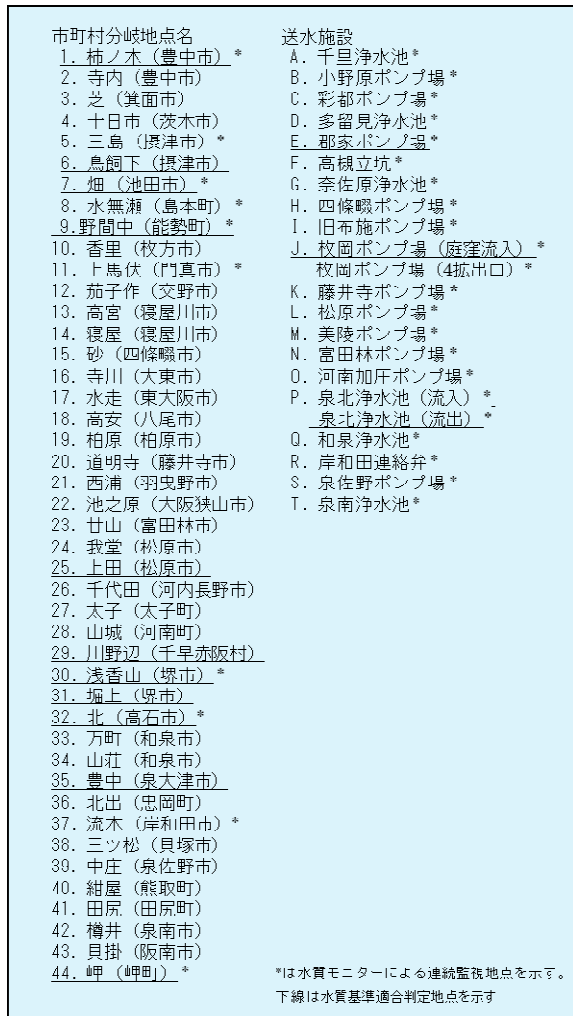 市町村分岐地点名
1. 柿ノ木（豊中市）*
2. 寺内（豊中市）
3. 芝（箕面市）
4. 十日市（茨木市）
5. 三島（摂津市）*
6. 鳥飼下（摂津市）
7. 畑（池田市）*
8. 水無瀬（島本町）*
9.野間中（能勢町）*
10. 香里（枚方市）
11. 上馬伏（門真市）*
12. 茄子作（交野市）
13. 高宮（寝屋川市）
14. 寝屋（寝屋川市）
15. 砂（四條畷市）
16. 寺川（大東市）
17. 水走（東大阪市）
18. 高安（八尾市）
19. 柏原（柏原市）
20. 道明寺（藤井寺市）
21. 西浦（羽曳野市）
22. 池之原（大阪狭山市）
23. 廿山（富田林市）
24. 我堂（松原市）
25. 上田（松原市）
26. 千代田（河内長野市）
27. 太子（太子町）
28. 山城（河南町）
29. 川野辺（千早赤阪村）
30. 浅香山（堺市）*
31. 堀上（堺市）
32. 北（高石市）*
33. 万町（和泉市）
34. 山荘（和泉市）
35. 豊中（泉大津市）
36. 北出（忠岡町）
37. 流木（岸和田市）*
38. 三ツ松（貝塚市）
39. 中庄（泉佐野市）
40. 紺屋（熊取町）
41. 田尻（田尻町）
42. 樽井（泉南市）
43. 貝掛（阪南市）
44. 岬（岬町）*
送水施設
A. 千里浄水池*
B. 小野原ポンプ場*
C. 彩都ポンプ場*
D. 多留見浄水池*
E. 郡家ポンプ場*
F. 高槻立坑*
G. 奈佐原浄水池*
H. 四條畷ポンプ場*
I. 旧布施ポンプ場*
J. 枚岡ポンプ場（庭窪流入）*
枚岡ポンプ場（4拡出口）*
K. 藤井寺ポンプ場*
L. 松原ポンプ場*
M. 美陵ポンプ場*
N. 富田林ポンプ場*
O. 河南加圧ポンプ場*
P. 泉北浄水池（流入）*
泉北浄水池（流出）*
Q. 和泉浄水池*
R. 岸和田連絡弁*
S. 泉佐野ポンプ場*
T. 泉南浄水池*
*は水質モニターによる連続監視地点を示す。
下線は水質基準適合判定地点を示す